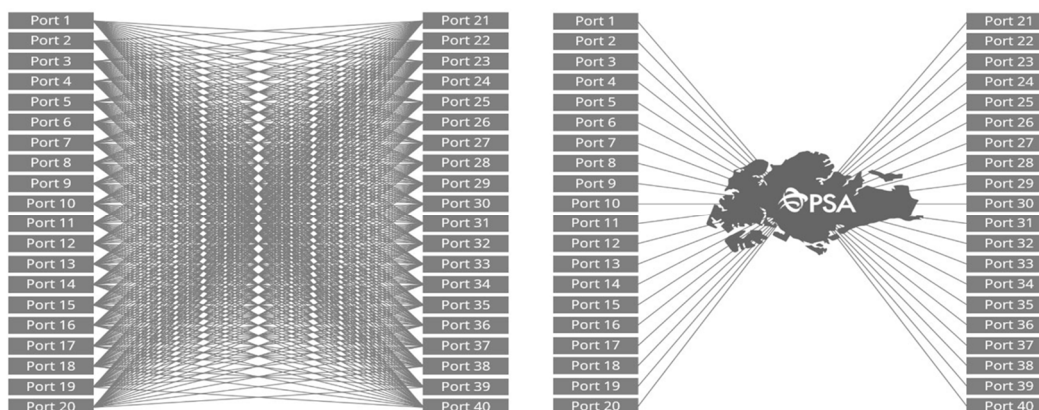 Port 1
Port 2
Port 3
Port 4
Port 5
Port 6
Port 7
Port 8
Port 9
Port 10
Port 11
Port 12
Port 13
Port 14
Port 15
Port 16
Port 17
Port 18
Port 19
Port 20
Port 21
Port 22
Port 23
Port 24
Port 25
Port 26
Port 27
Port 28
Port 29
Port 30
Port 31
Port 32
Port 33
Port 34
Port 35
Port 36
Port 37
Port 38
Port 39
Port 40
Port 1
Port 2
Port 3
Port 4
Port 5
Port 6
Port 7
Port 8
Port 9
Port 10
Port 11
Port 12
Port 13
Port 14
Port 15
Port 16
Port 17
Port 18
Port 19
Port 20
PSA
Port 21
Port 22
Port 23
Port 24
Port 25
Port 26
Port 27
Port 28
Port 29
Port 30
Port 31
Port 32
Port 33
Port 34
Port 35
Port 36
Port 37
Port 38
Port 39
Port 40